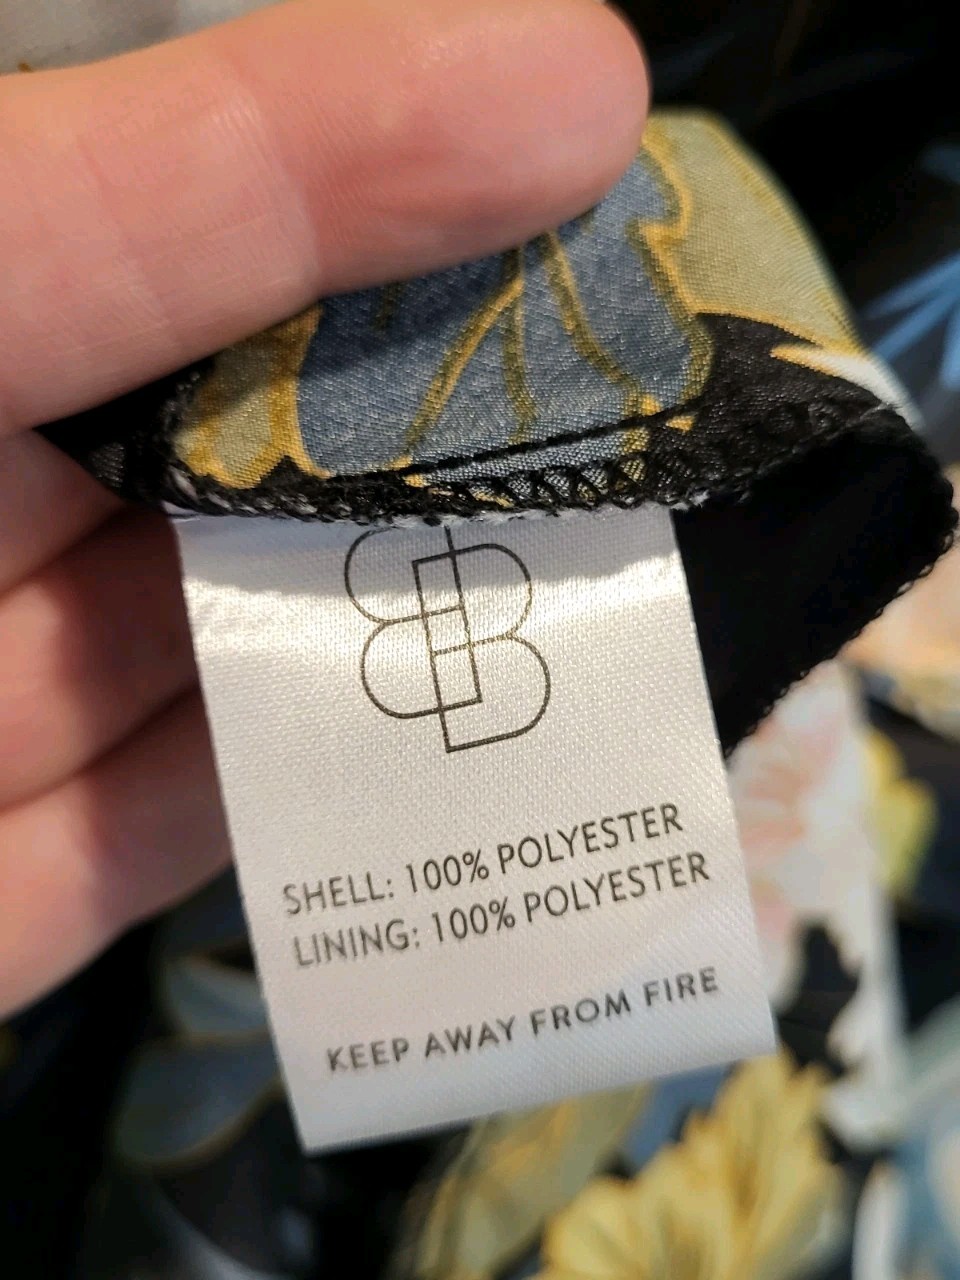 SHELL: 100% POLYESTER
LINING: 100% POLYESTER
KEEP AWAY FROM FIRE